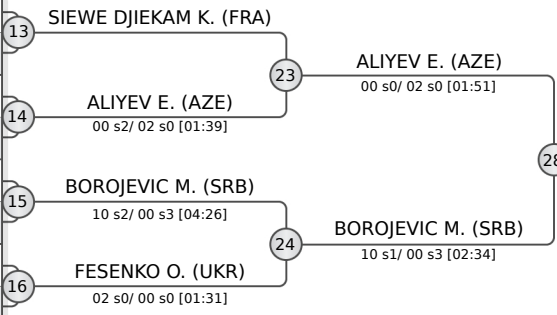 SIEWE DJIEKAM K. (FRA)
13
23
ALIYEV E. (AZE)
00 s0/ 02 s0 [01:51]
ALIYEV E. (AZE)
14
00 s2/ 02 s0 [01:39]
28
BOROJEVIC M. (SRB)
15
10 s2/ 00 s3 [04:26]
24
BOROJEVIC M. (SRB)
10 s1/ 00 s3 [02:34]
FESENKO O. (UKR)
16
02 s0/ 00 s0 [01:31]